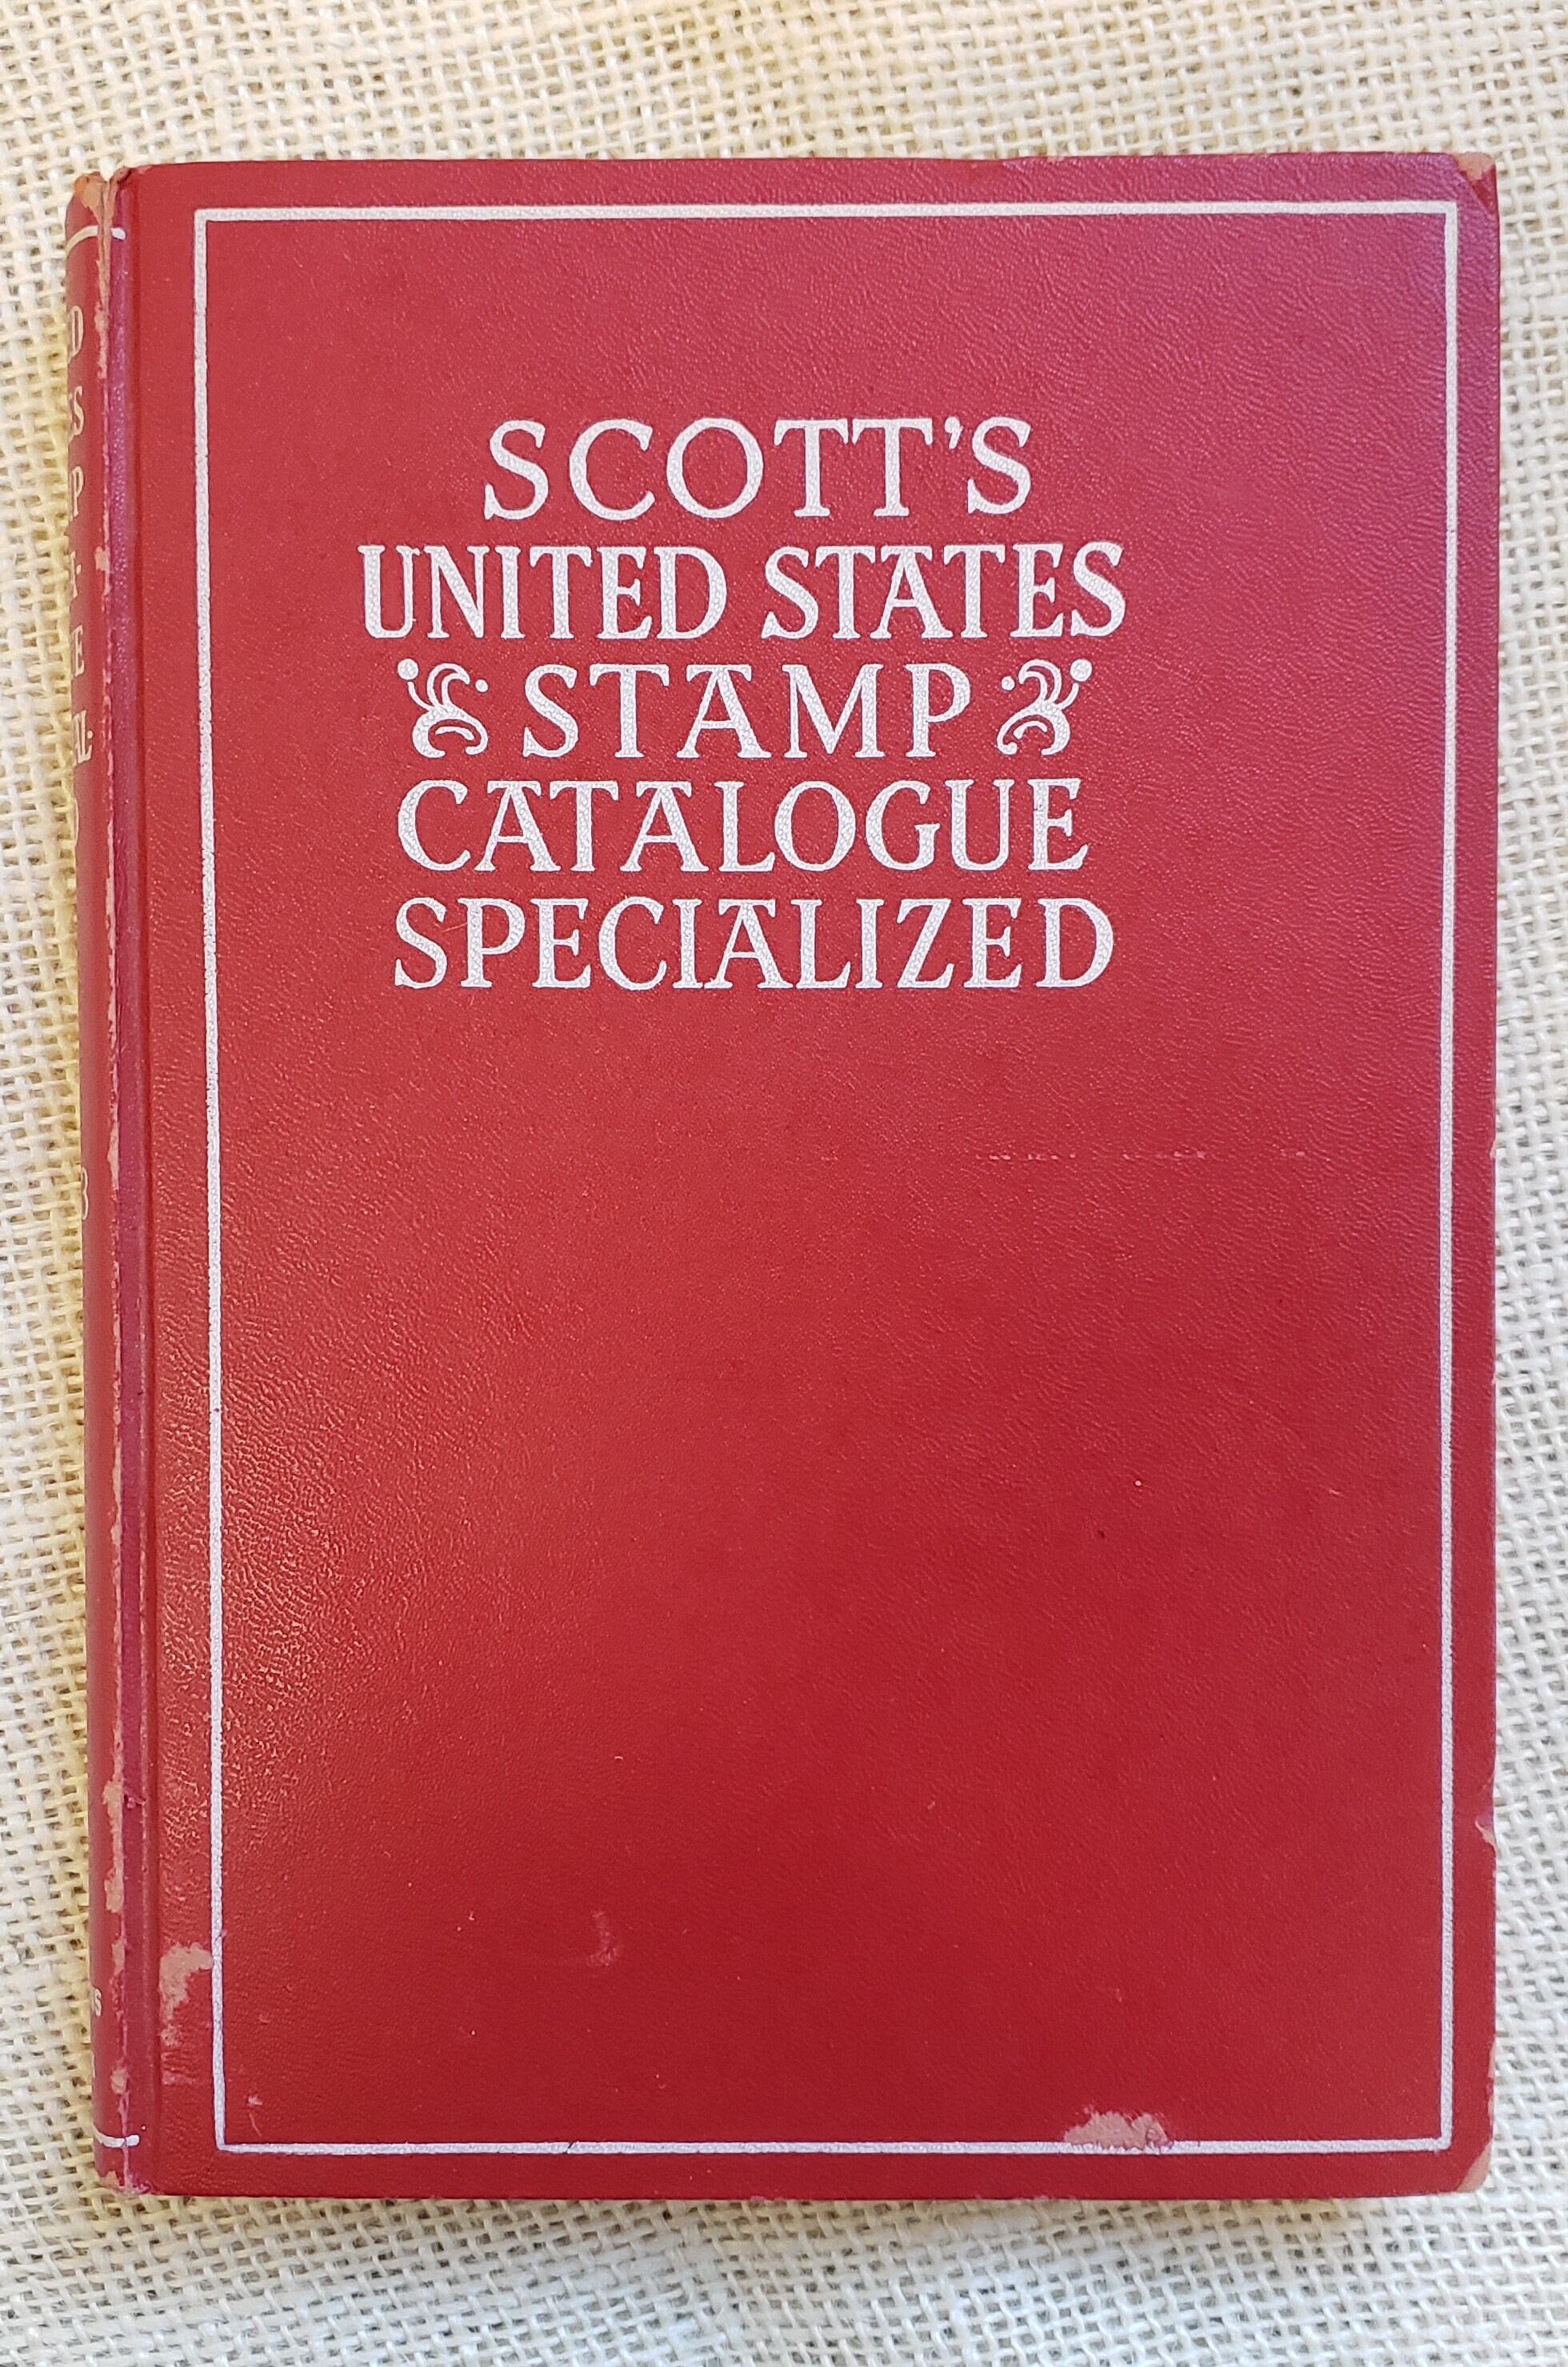 SCOTT'S
UNITED STATES
STAMP
CATALOGUE
SPECIALIZED